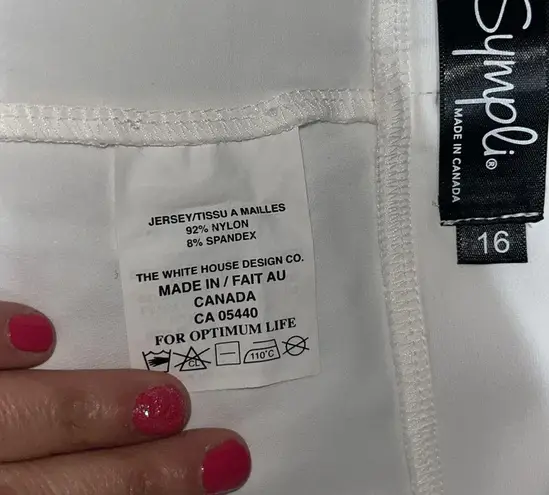 JERSEY/TISSU A MAILLES
92% NYLON
8% SPANDEX
THE WHITE HOUSE DESIGN CO.
MADE IN / FAIT AU
CANADA
CA 05440
FOR OPTIMUM LIFE
CL
110°C
Sympli®
MADE IN CANADA
16